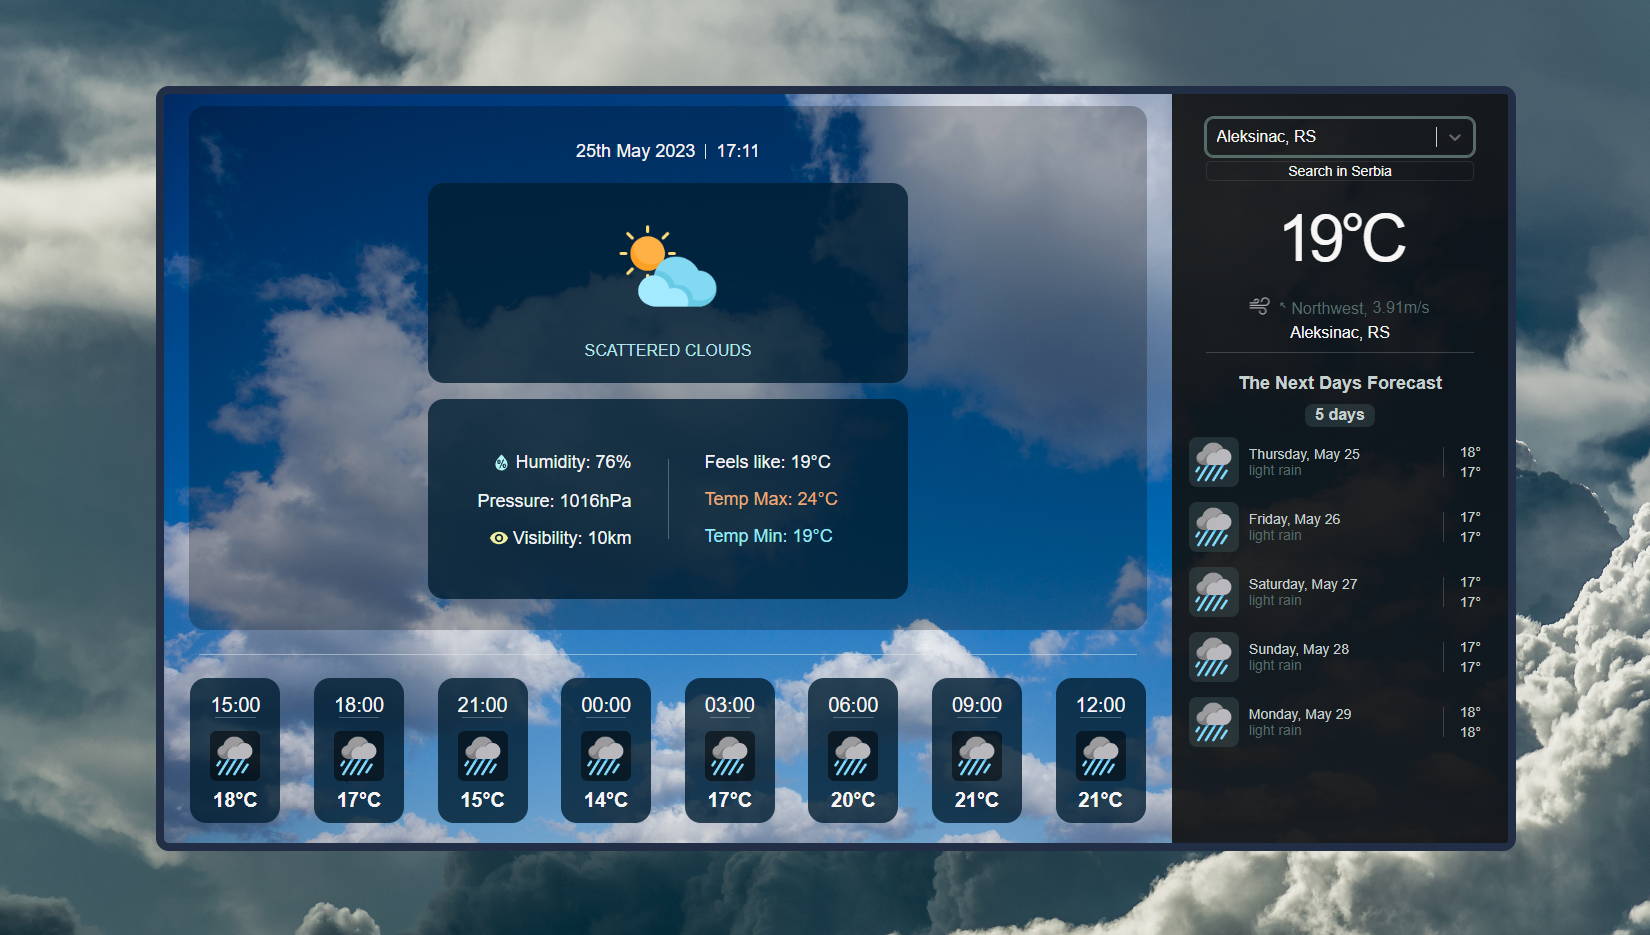 25th May 2023 | 17:11
SCATTERED CLOUDS
Humidity: 76%
Pressure: 1016hPa
Visibility: 10km
Feels like: 19°C
Temp Max: 24°C
Temp Min: 19°C
15:00
18°C
18:00
17°C
21:00
15°C
00:00
14°C
03:00
17°C
06:00
20°C
09:00
21°C
12:00
21°C
Aleksinac, RS
Search in Serbia
19°C
Northwest, 3.91m/s
Aleksinac, RS
The Next Days Forecast
5 days
Thursday, May 25
light rain
18°
17°
Friday, May 26
light rain
17°
17°
Saturday, May 27
light rain
17°
17°
Sunday, May 28
light rain
17°
17°
Monday, May 29
light rain
18°
18°